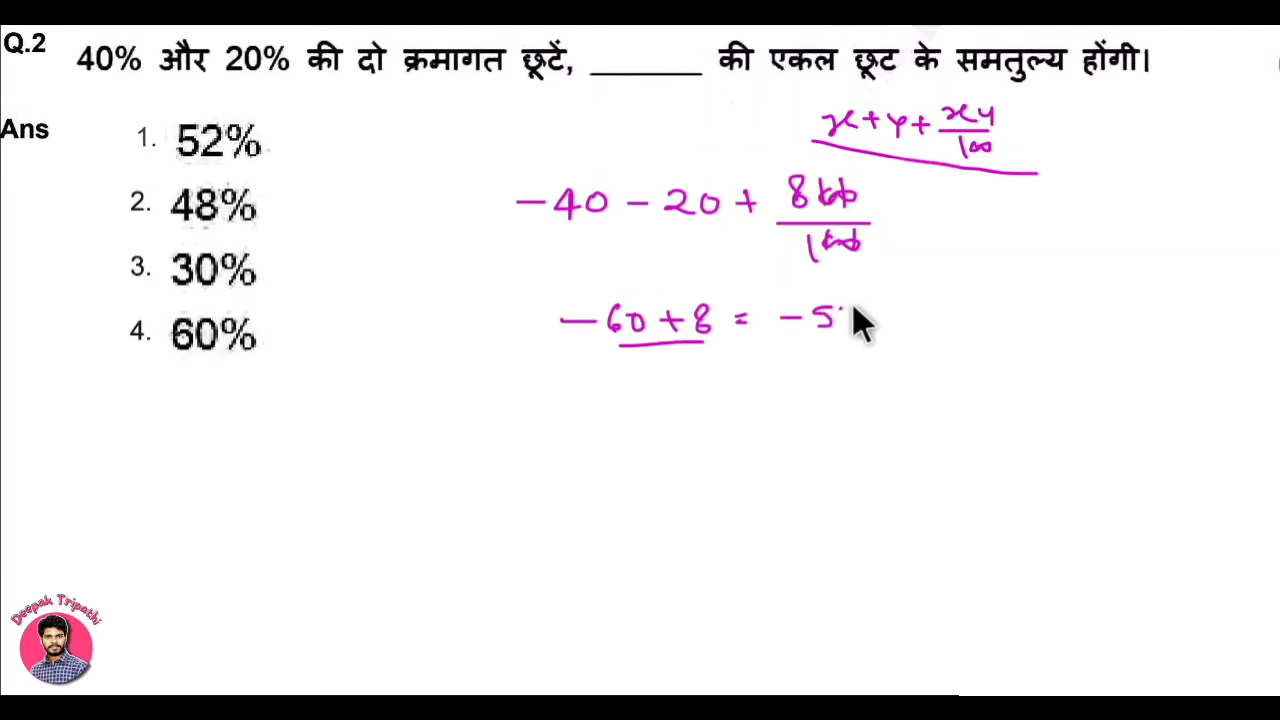 Q.2 40% और 20% की दो क्रमागत छूटें, ______ की एकल छूट के समतुल्य होंगी।
Ans
1. 52%
2. 48%
3. 30%
4. 60%
x+y+xy/100
-40 - 20 + 800/100
-60+8 = -5
Deepak Tripathi